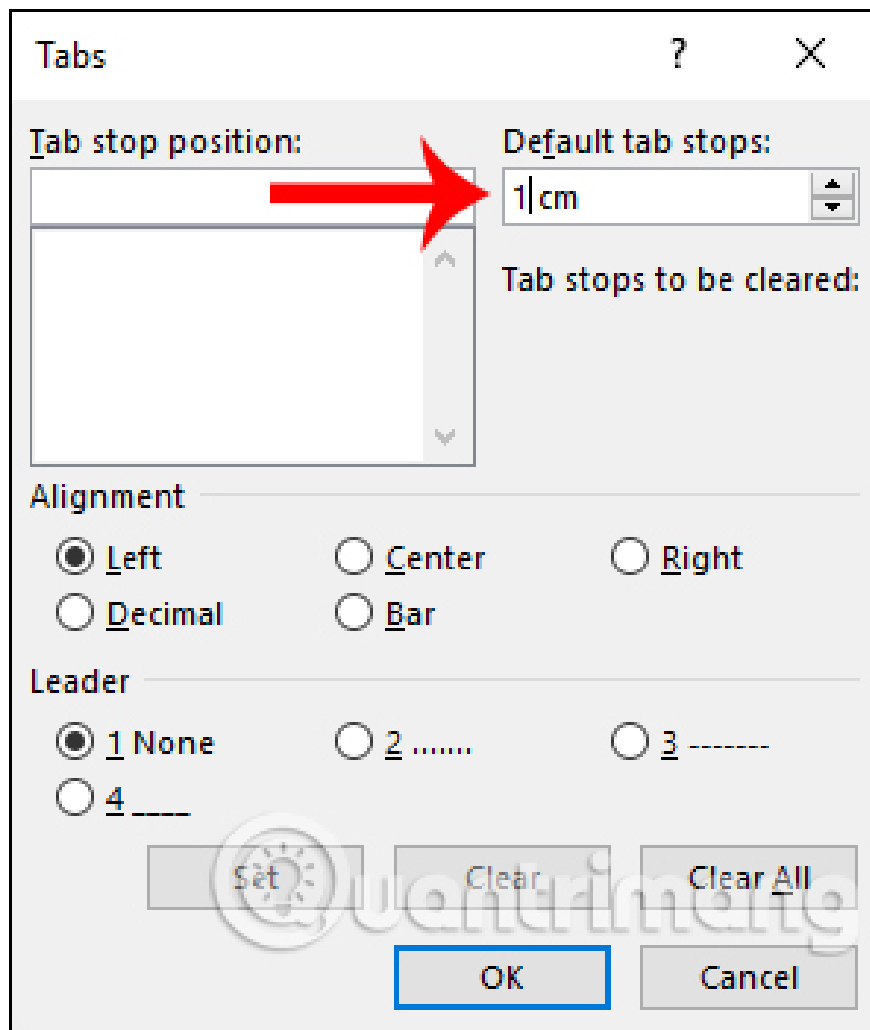 Tabs ?
Tab stop position: Default tab stops:
1 cm
Tab stops to be cleared:
Alignment
Left Center Right
Decimal Bar
Leader
1 None 2 ....... 3 -------
4 ____
Set Clear Clear All
Quantrimang
OK Cancel